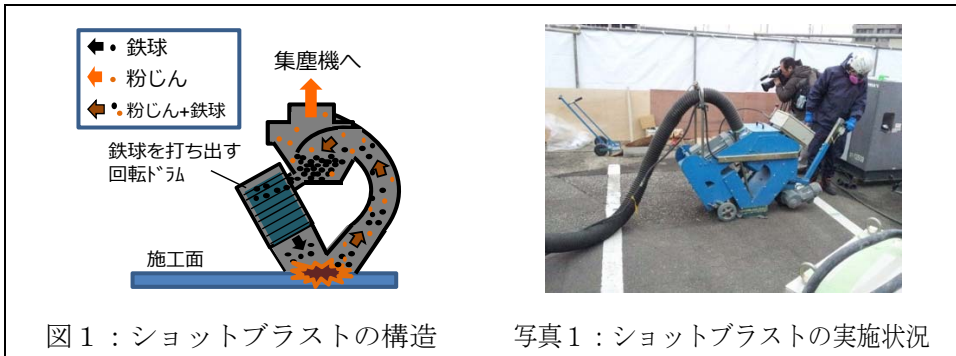 鉄球
粉じん
粉じん+鉄球
集塵機へ
鉄球を打ち出す
回転ﾄﾞﾗﾑ
施工面
図１：ショットブラストの構造
写真１：ショットブラストの実施状況